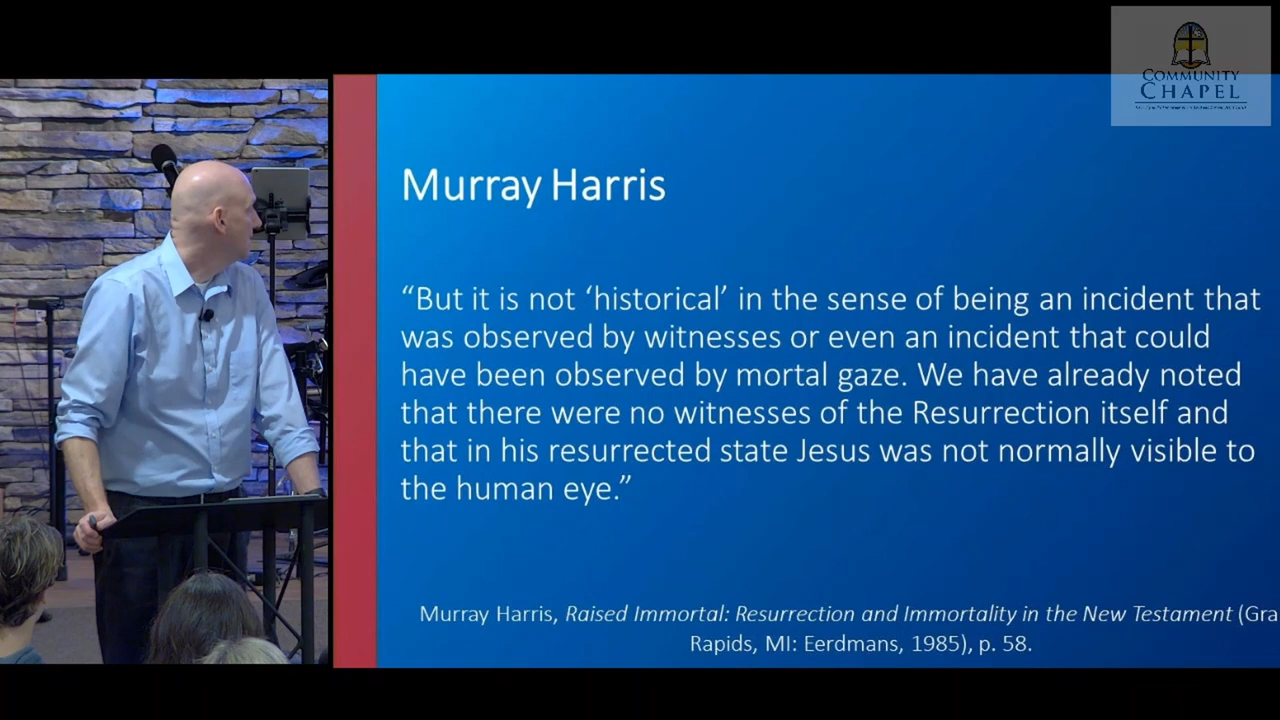 COMMUNITY
CHAPEL
Murray Harris
“But it is not ‘historical’ in the sense of being an incident that
was observed by witnesses or even an incident that could
have been observed by mortal gaze. We have already noted
that there were no witnesses of the Resurrection itself and
that in his resurrected state Jesus was not normally visible to
the human eye.”
Murray Harris, Raised Immortal: Resurrection and Immortality in the New Testament (Gra
Rapids, MI: Eerdmans, 1985), p. 58.